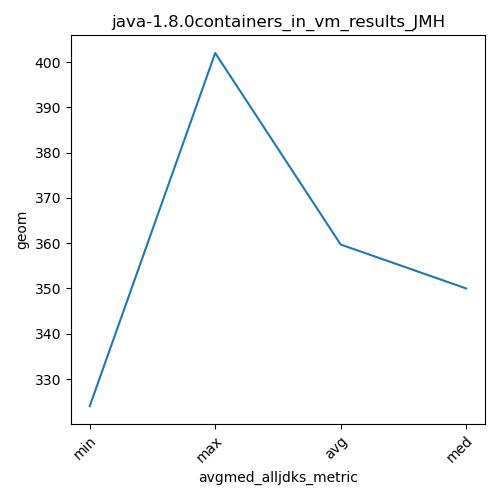 java-1.8.0containers_in_vm_results_JMH
400
390
380
370
360
350
340
330
geom
min
max
avg
med
avgmed_alljdks_metric